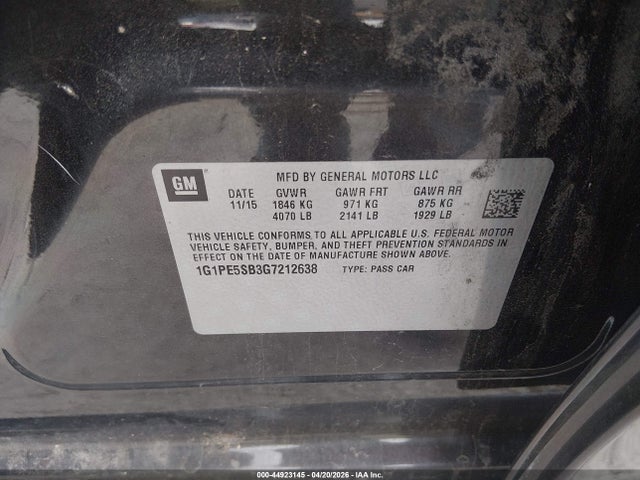 GM
MFD BY GENERAL MOTORS LLC
DATE GVWR GAWR FRT GAWR RR
11/15 1846 KG 971 KG 875 KG
4070 LB 2141 LB 1929 LB
THIS VEHICLE CONFORMS TO ALL APPLICABLE U.S. FEDERAL MOTOR
VEHICLE SAFETY, BUMPER, AND THEFT PREVENTION STANDARDS IN
EFFECT ON THE DATE OF MANUFACTURE SHOWN ABOVE.
1G1PE5SB3G7212638 TYPE: PASS CAR
000-44923145 - 04/20/2026 - IAA Inc.